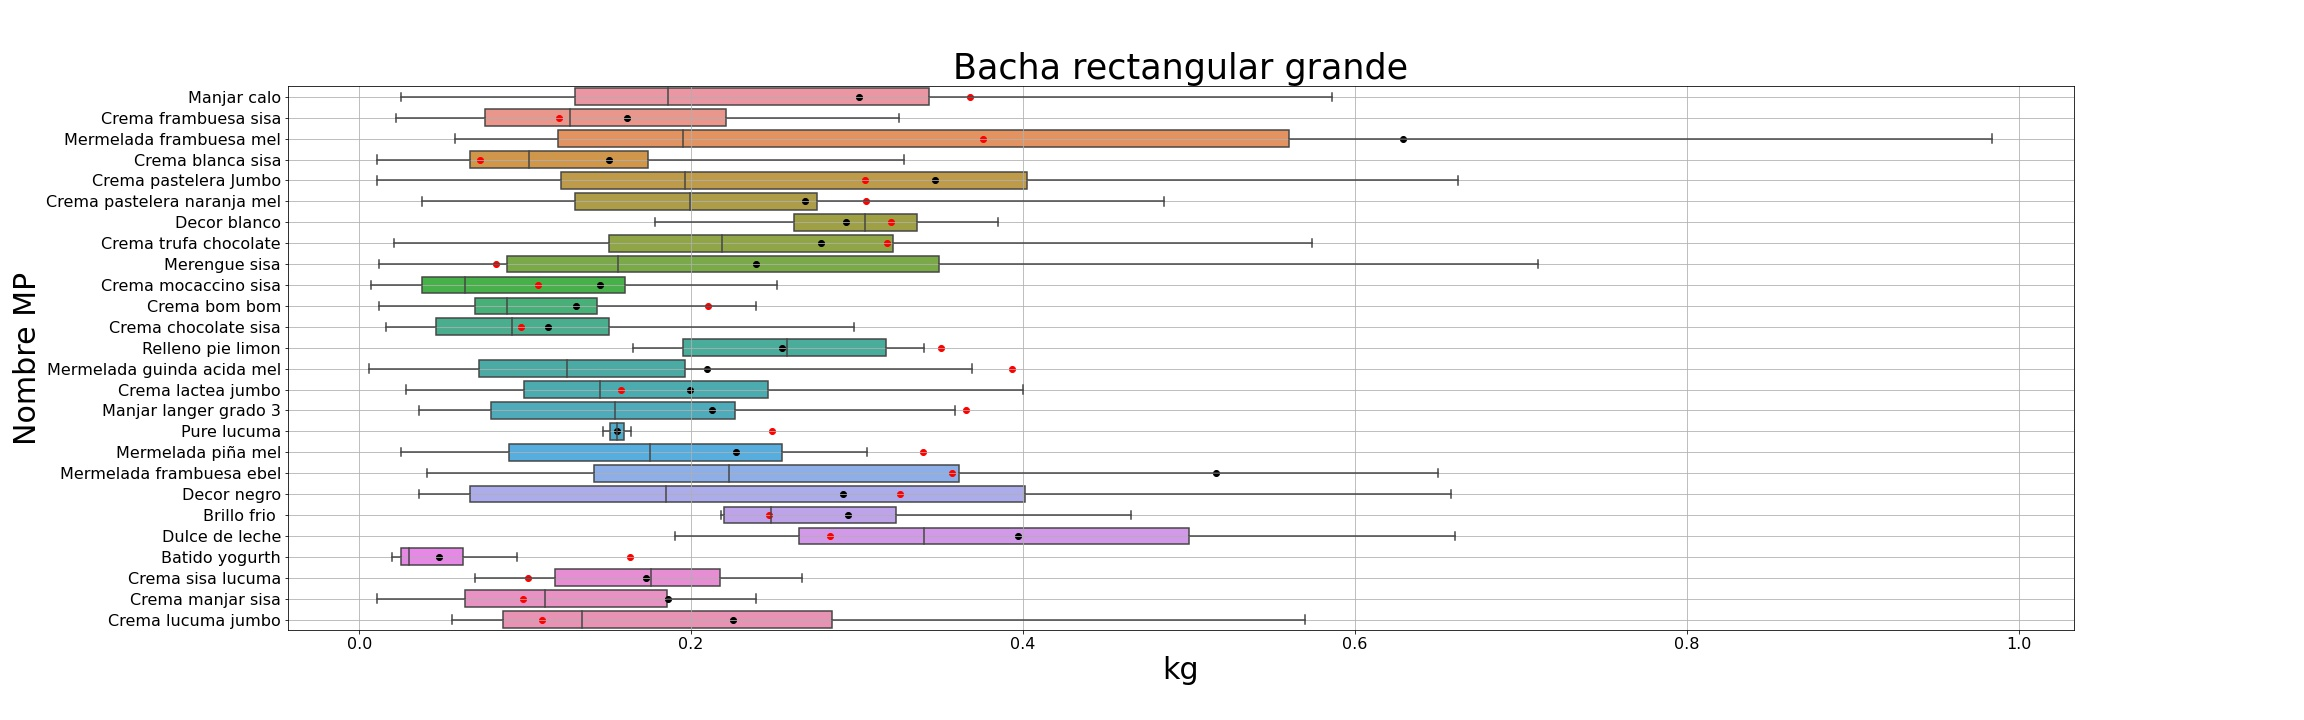 Bacha rectangular grande
Nombre MP
Manjar calo
Crema frambuesa sisa
Mermelada frambuesa mel
Crema blanca sisa
Crema pastelera Jumbo
Crema pastelera naranja mel
Decor blanco
Crema trufa chocolate
Merengue sisa
Crema mocaccino sisa
Crema bom bom
Crema chocolate sisa
Relleno pie limon
Mermelada guinda acida mel
Crema lactea jumbo
Manjar langer grado 3
Pure lucuma
Mermelada piña mel
Mermelada frambuesa ebel
Decor negro
Brillo frio
Dulce de leche
Batido yogurth
Crema sisa lucuma
Crema manjar sisa
Crema lucuma jumbo
0.0 0.2 0.4 0.6 0.8 1.0
kg